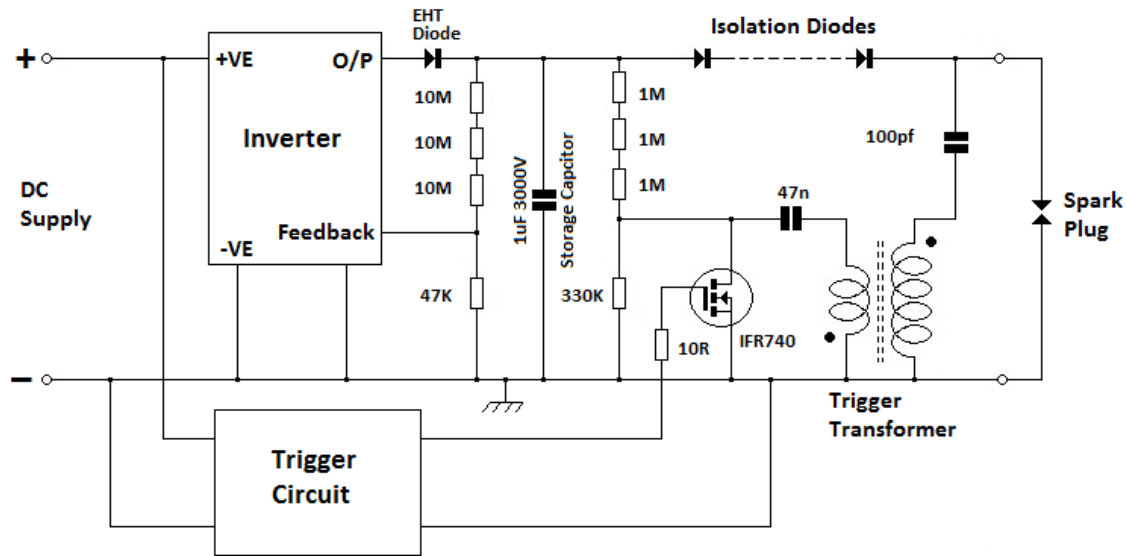 EHT
Diode
Isolation Diodes
+
+VE
O/P
10M
1M
Inverter
10M
1M
100pf
10M
1M
47n
DC
Supply
1uF 3000V
Storage Capcitor
Spark
Plug
Feedback
-VE
47K
330K
10R
IFR740
−
Trigger
Transformer
Trigger
Circuit